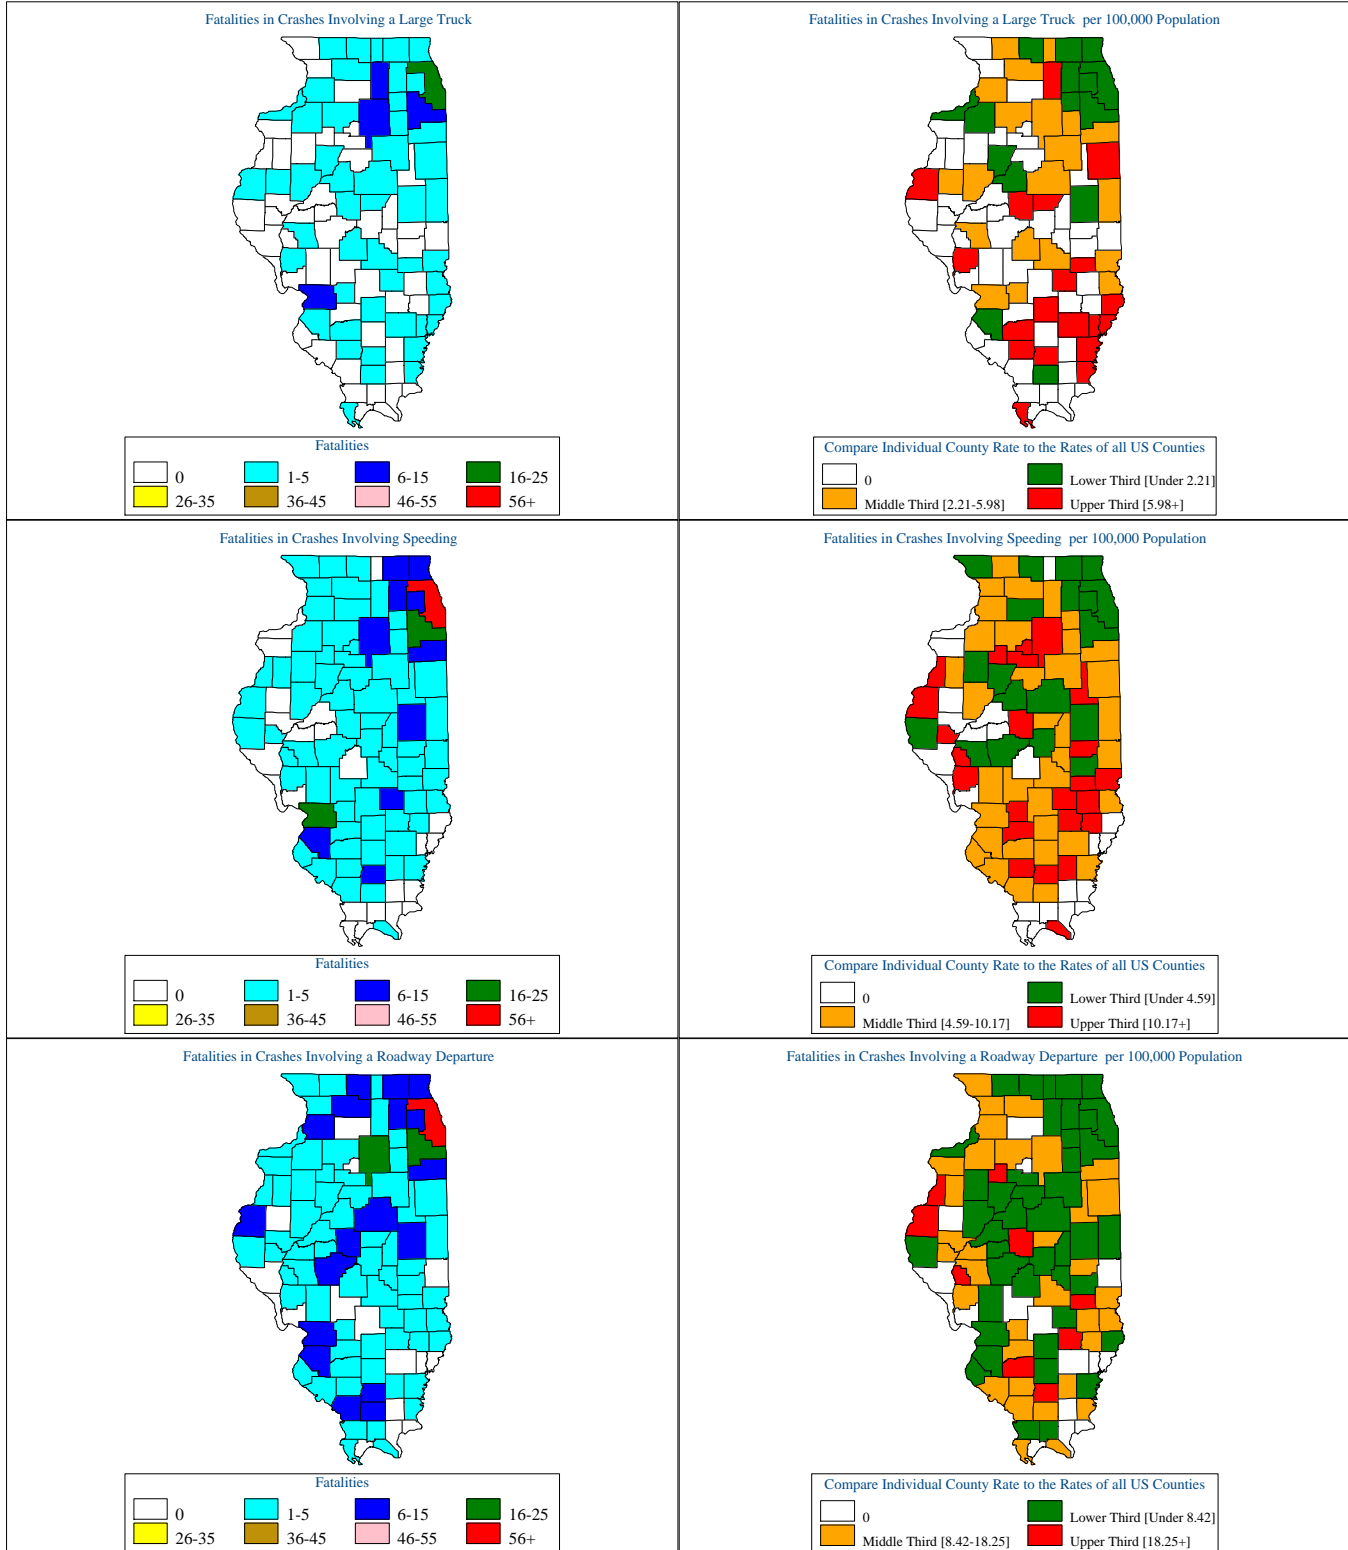 Fatalities in Crashes Involving a Large Truck
Fatalities
0
1-5
6-15
16-25
26-35
36-45
46-55
56+
Fatalities in Crashes Involving a Large Truck per 100,000 Population
Compare Individual County Rate to the Rates of all US Counties
0
Lower Third [Under 2.21]
Middle Third [2.21-5.98]
Upper Third [5.98+]
Fatalities in Crashes Involving Speeding
Fatalities
0
1-5
6-15
16-25
26-35
36-45
46-55
56+
Fatalities in Crashes Involving Speeding per 100,000 Population
Compare Individual County Rate to the Rates of all US Counties
0
Lower Third [Under 4.59]
Middle Third [4.59-10.17]
Upper Third [10.17+]
Fatalities in Crashes Involving a Roadway Departure
Fatalities
0
1-5
6-15
16-25
26-35
36-45
46-55
56+
Fatalities in Crashes Involving a Roadway Departure per 100,000 Population
Compare Individual County Rate to the Rates of all US Counties
0
Lower Third [Under 8.42]
Middle Third [8.42-18.25]
Upper Third [18.25+]